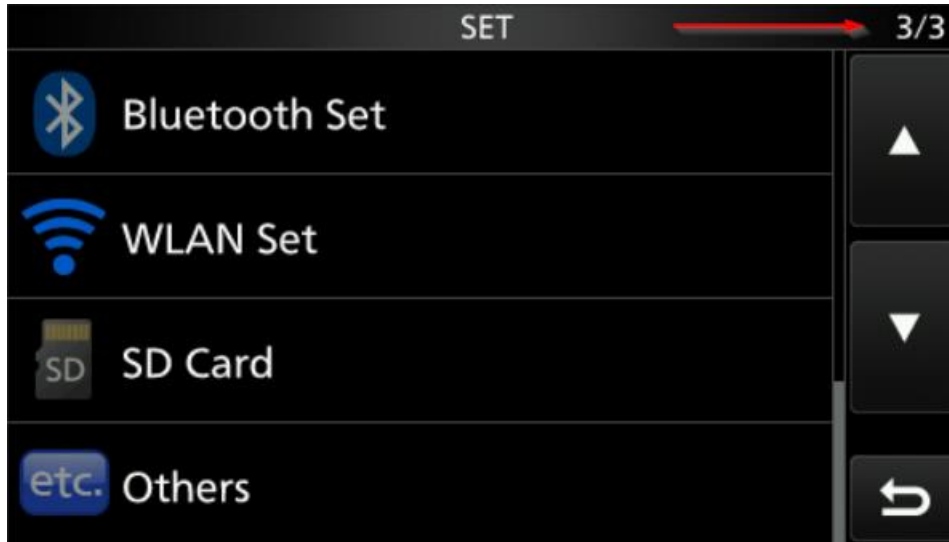 SET 3/3
Bluetooth Set
WLAN Set
SD SD Card
etc. Others